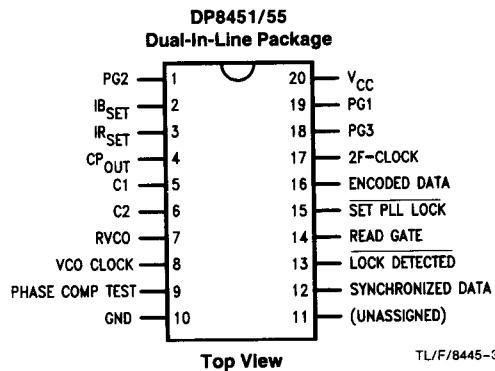 DP8451/55
Dual-In-Line Package
PG2 1 20 VCC
IBSET 2 19 PG1
IRSET 3 18 PG3
CPOUT 4 17 2F-CLOCK
C1 5 16 ENCODED DATA
C2 6 15 SET PLL LOCK
RVCO 7 14 READ GATE
VCO CLOCK 8 13 LOCK DETECTED
PHASE COMP TEST 9 12 SYNCHRONIZED DATA
GND 10 11 (UNASSIGNED)
Top View
TL/F/8445-3